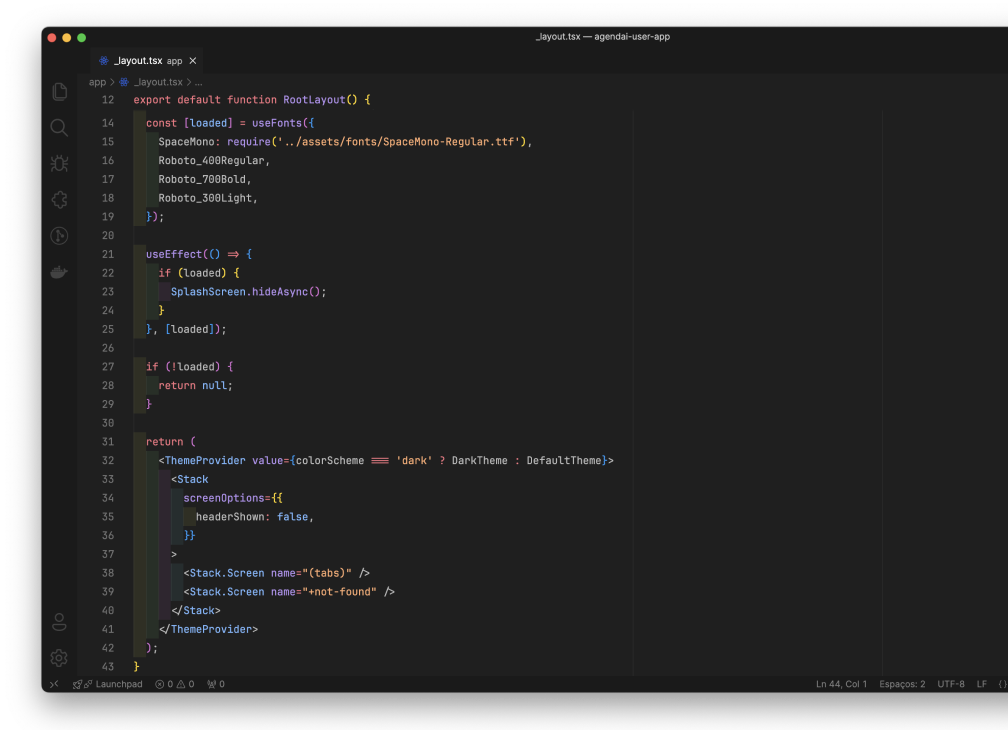 _layout.tsx — agendai-user-app
_layout.tsx app ×
app > _layout.tsx > ...
12 export default function RootLayout() {
14 const [loaded] = useFonts({
15 SpaceMono: require('../assets/fonts/SpaceMono-Regular.ttf'),
16 Roboto_400Regular,
17 Roboto_700Bold,
18 Roboto_300Light,
19 });
20
21 useEffect(() => {
22 if (loaded) {
23 SplashScreen.hideAsync();
24 }
25 }, [loaded]);
26
27 if (!loaded) {
28 return null;
29 }
30
31 return (
32 <ThemeProvider value={colorScheme === 'dark' ? DarkTheme : DefaultTheme}>
33 <Stack
34 screenOptions={{
35 headerShown: false,
36 }}
37 >
38 <Stack.Screen name="(tabs)" />
39 <Stack.Screen name="+not-found" />
40 </Stack>
41 </ThemeProvider>
42 );
43 }
Launchpad 0 0 0 Ln 44, Col 1 Espaços: 2 UTF-8 LF {}